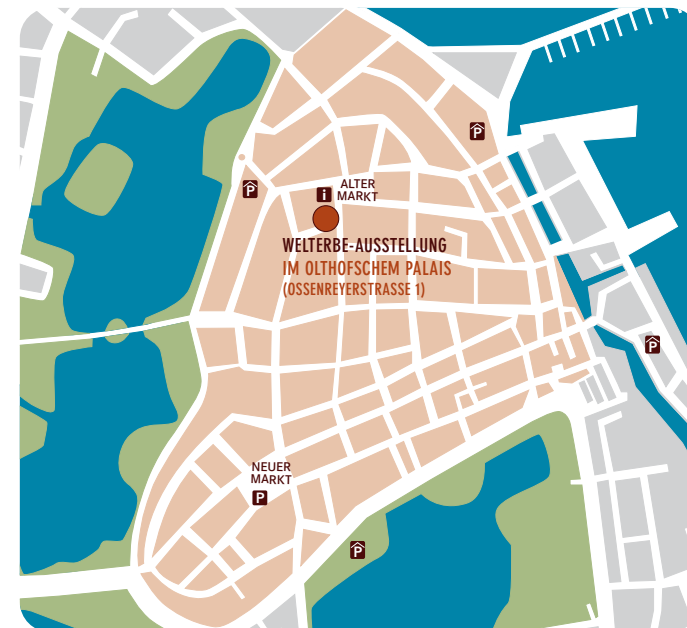 P
P
i
ALTER
MARKT
WELTERBE-AUSSTELLUNG
IM OLTHOFSCHEM PALAIS
(OSSENREYERSTRASSE 1)
P
NEUER
MARKT
P
P